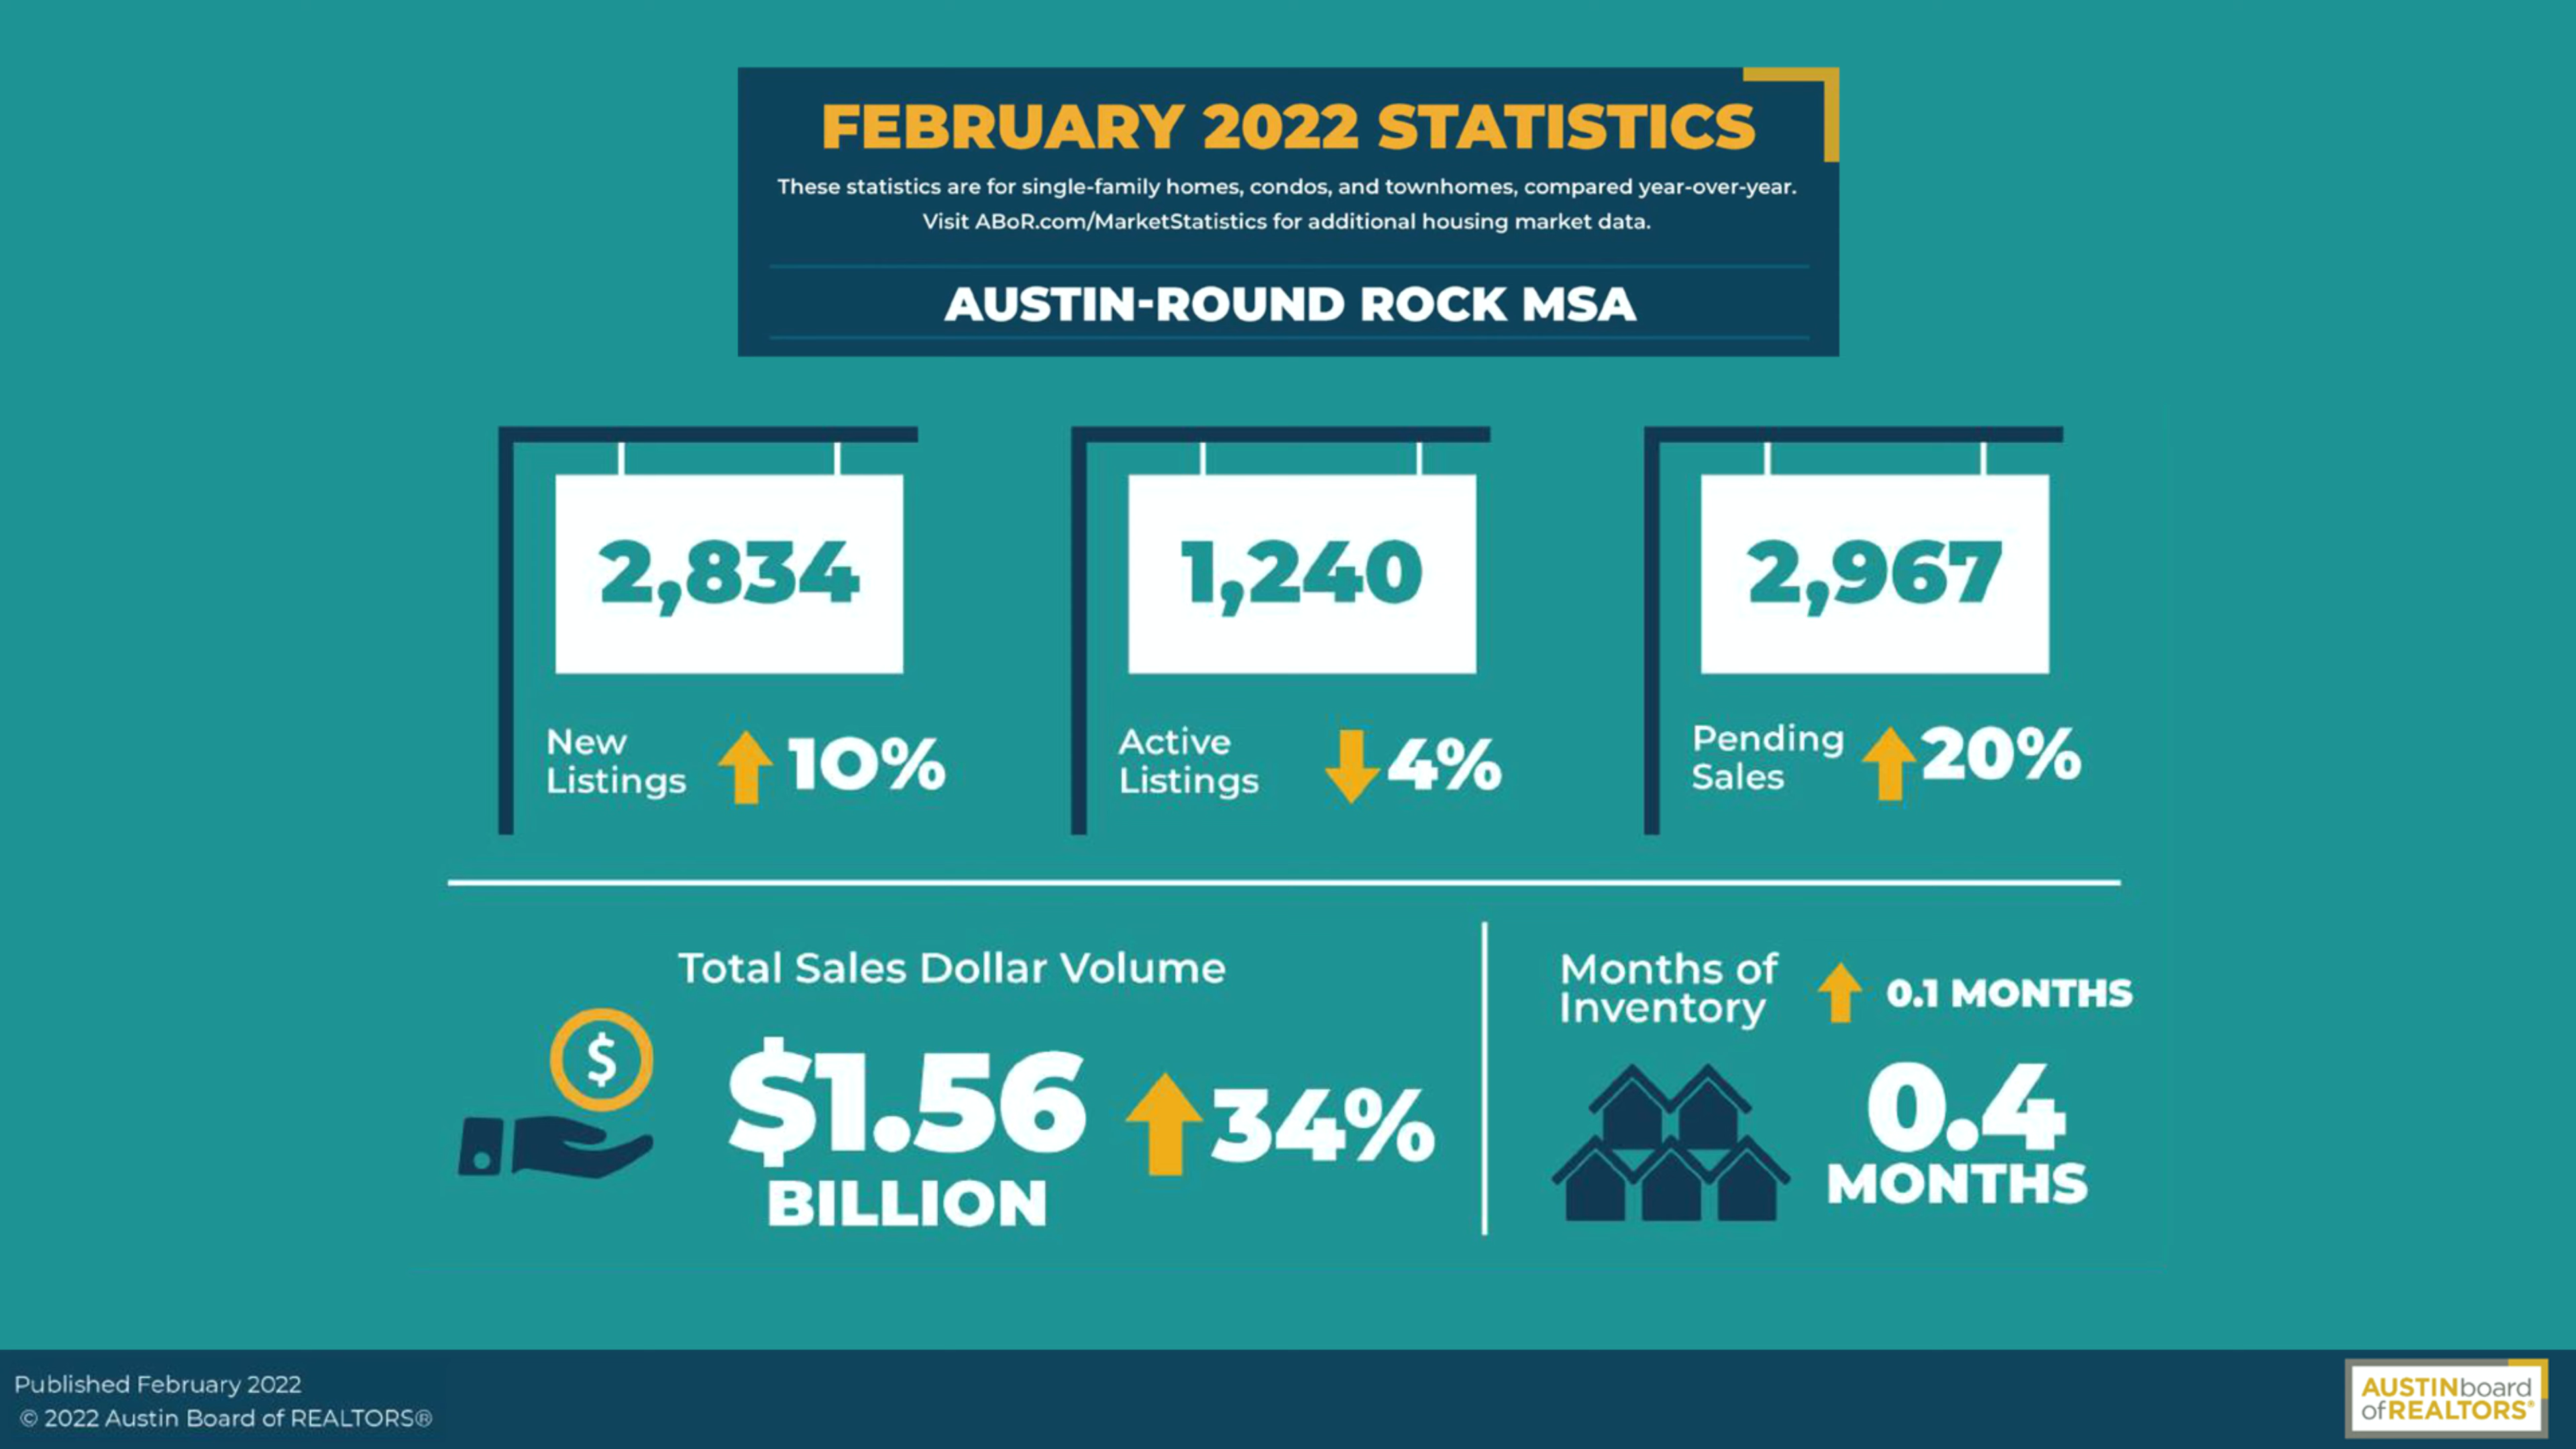 FEBRUARY 2022 STATISTICS
These statistics are for single-family homes, condos, and townhomes, compared year-over-year.
Visit ABoR.com/MarketStatistics for additional housing market data.
AUSTIN-ROUND ROCK MSA
2,834
New
Listings
10%
1,240
Active
Listings
4%
2,967
Pending
Sales
20%
Total Sales Dollar Volume
$
$1.56
BILLION
34%
Months of
Inventory
0.1 MONTHS
0.4
MONTHS
Published February 2022
© 2022 Austin Board of REALTORS®
AUSTINboard
ofREALTORS®